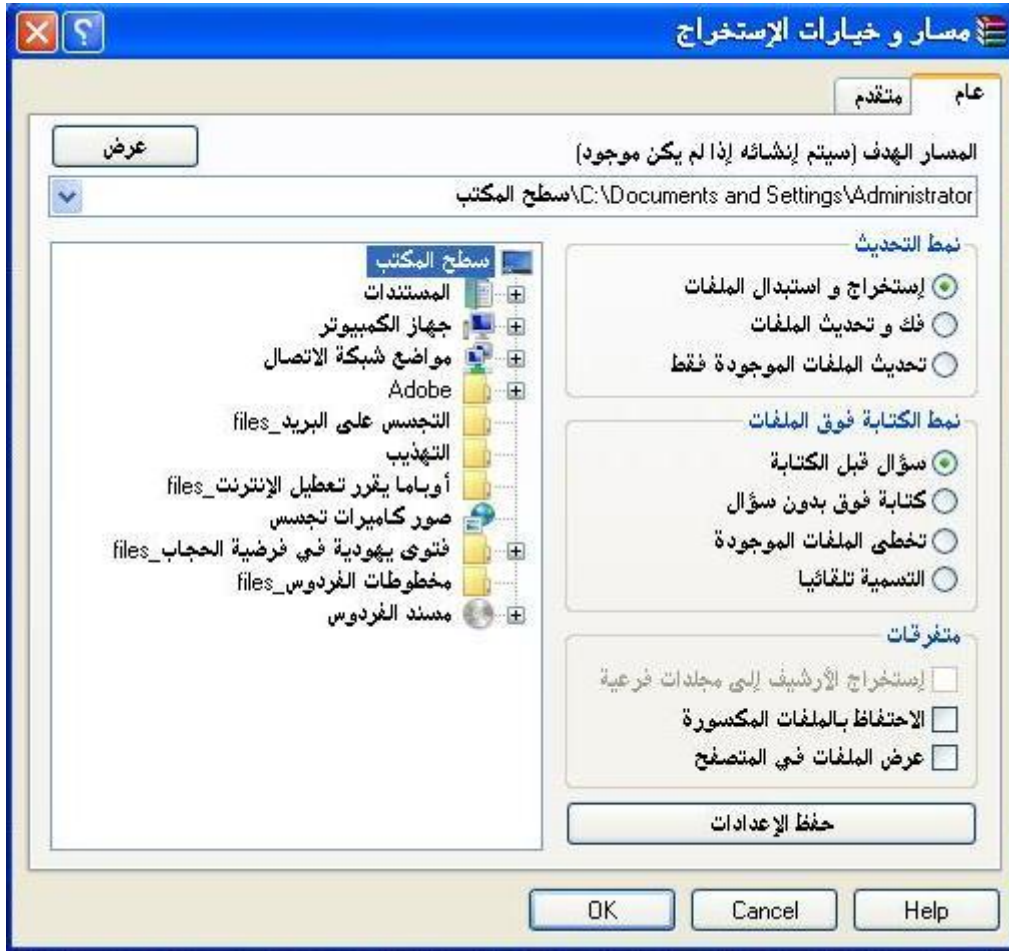 مسار و خيارات الإستخراج
عام
متقدم
المسار الهدف (سيتم إنشائه إذا لم يكن موجود)
عرض
C:\Documents and Settings\Administrator\سطح المكتب
نمط التحديث
إستخراج و استبدال الملفات
فك و تحديث الملفات
تحديث الملفات الموجودة فقط
نمط الكتابة فوق الملفات
سؤال قبل الكتابة
كتابة فوق بدون سؤال
تخطى الملفات الموجودة
التسمية تلقائيا
متفرقات
إستخراج الأرشيف إلى مجلدات فرعية
الاحتفاظ بالملفات المكسورة
عرض الملفات في المتصفح
حفظ الإعدادات
سطح المكتب
المستندات
جهاز الكمبيوتر
مواضع شبكة الاتصال
Adobe
التجسس على البريد_files
التهذيب
أوباما يقرر تعطيل الإنترنت_files
صور كاميرات تجسس
فتوى يهودية في فرضية الحجاب_files
مخطوطات الفردوس_files
مسند الفردوس
OK
Cancel
Help